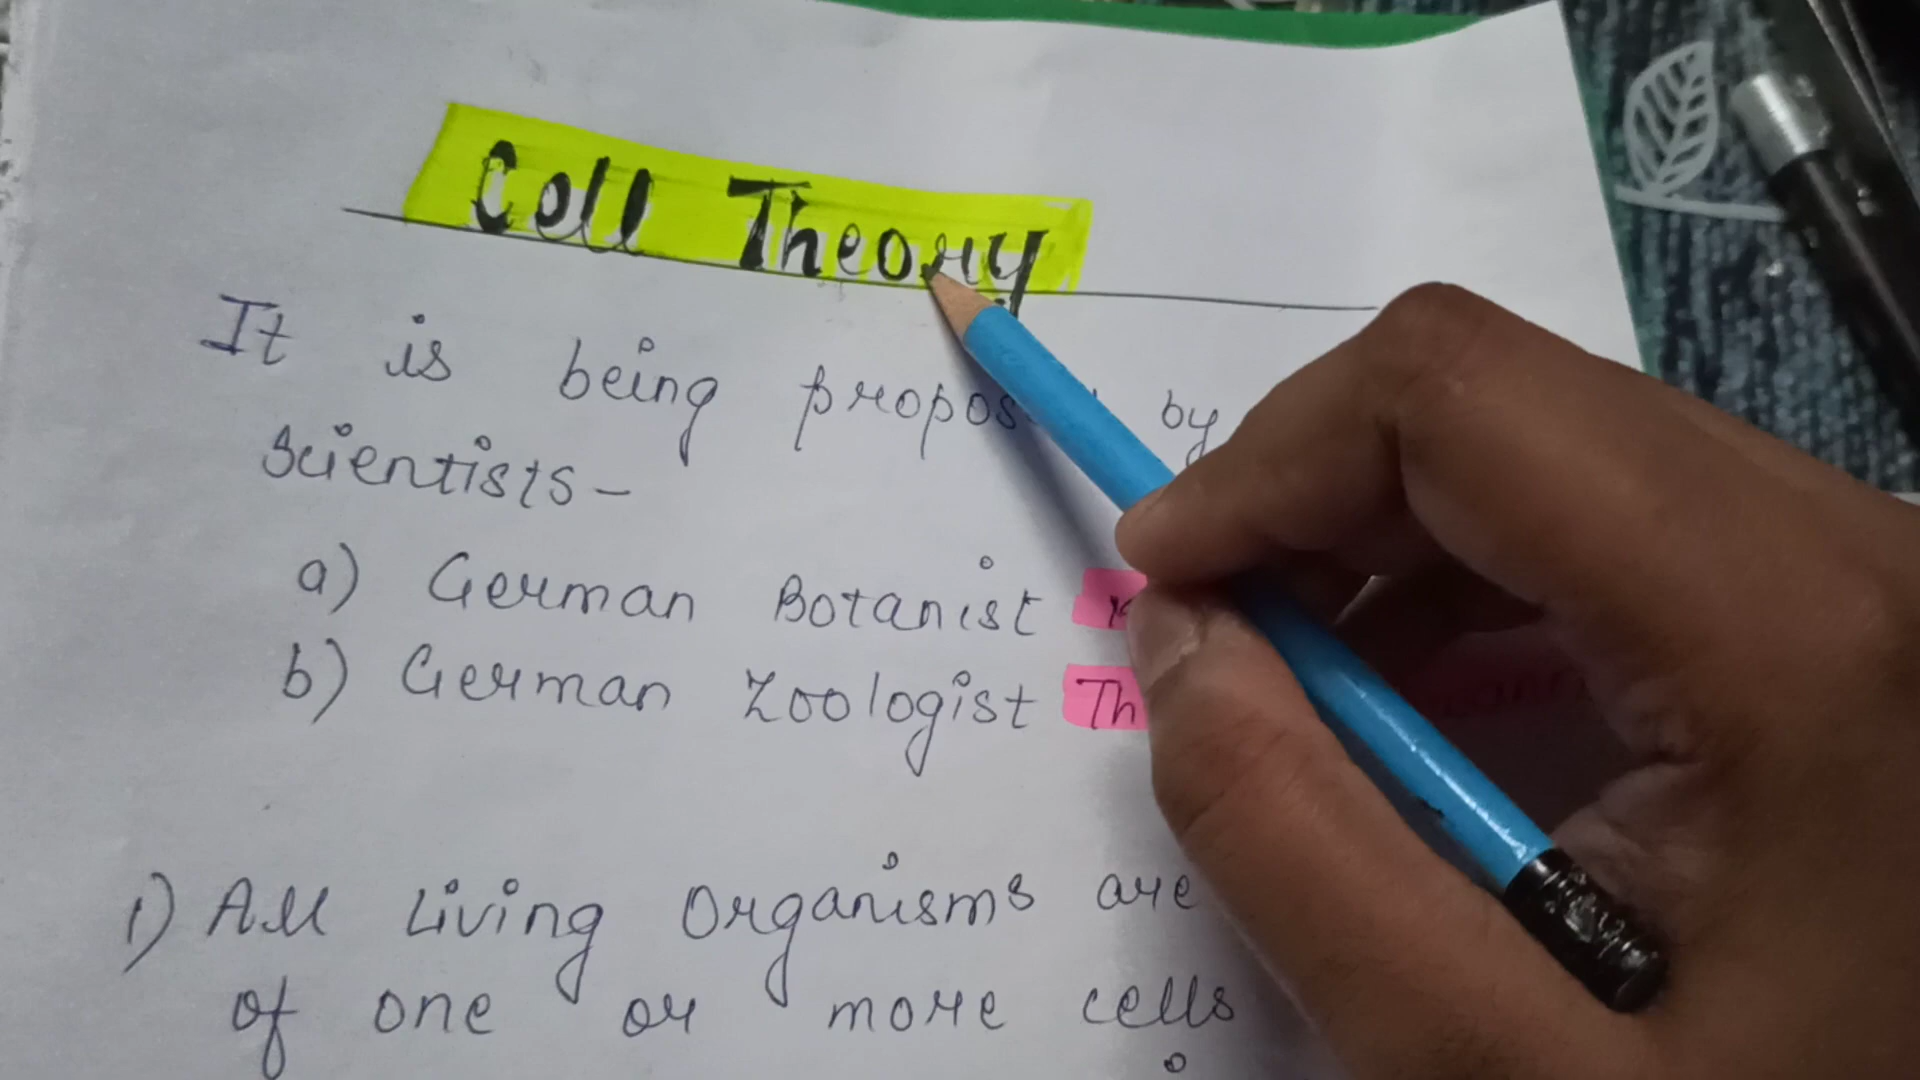 Cell Theory
It is being by
Scientists-
a) German Botanist
b) German Zoologist Th
1) All Living Organisms are
of one or more cells